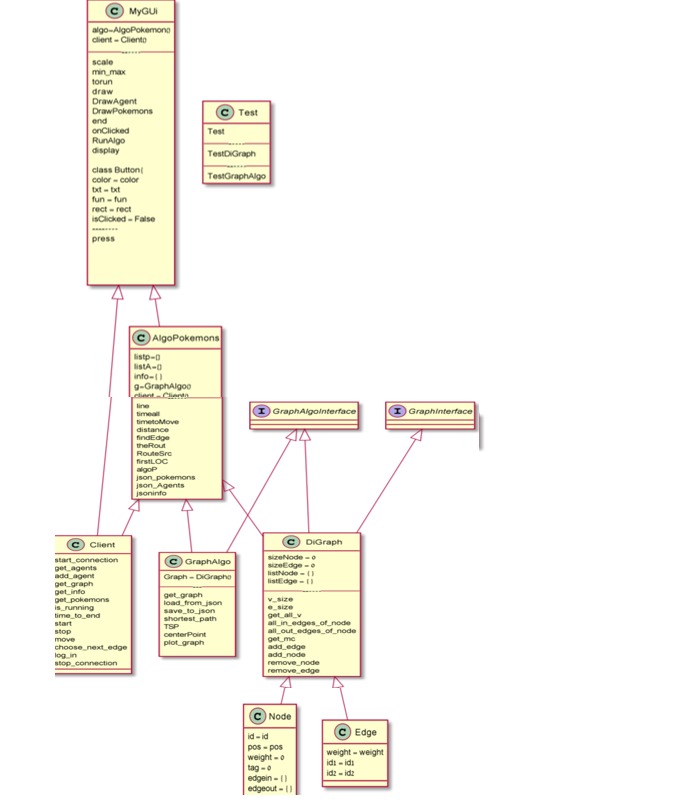 C MyGUi
algo=AlgoPokemon()
client = Client()
scale
min_max
torun
draw
DrawAgent
DrawPokemons
end
onClicked
RunAlgo
display
class Button(
color = color
txt = txt
fun = fun
rect = rect
isClicked = False
--------
press
C Test
Test
TestDiGraph
TestGraphAlgo
C AlgoPokemons
listp=[]
listA=[]
info={}
g=GraphAlgo()
client = Client()
line
timeall
timetoMove
distance
findEdge
theRout
RouteSrc
firstLOC
algoP
json_pokemons
json_Agents
jsoninfo
I GraphAlgoInterface
I GraphInterface
C Client
start_connection
get_agents
add_agent
get_graph
get_info
get_pokemons
is_running
time_to_end
start
stop
move
choose_next_edge
log_in
stop_connection
C GraphAlgo
Graph = DiGraph()
get_graph
load_from_json
save_to_json
shortest_path
TSP
centerPoint
plot_graph
C DiGraph
sizeNode = 0
sizeEdge = 0
listNode = {}
listEdge = {}
v_size
e_size
get_all_v
all_in_edges_of_node
all_out_edges_of_node
get_mc
add_edge
add_node
remove_node
remove_edge
C Node
id = id
pos = pos
weight = 0
tag = 0
edgein = {}
edgeout = {}
C Edge
weight = weight
id1 = id1
id2 = id2